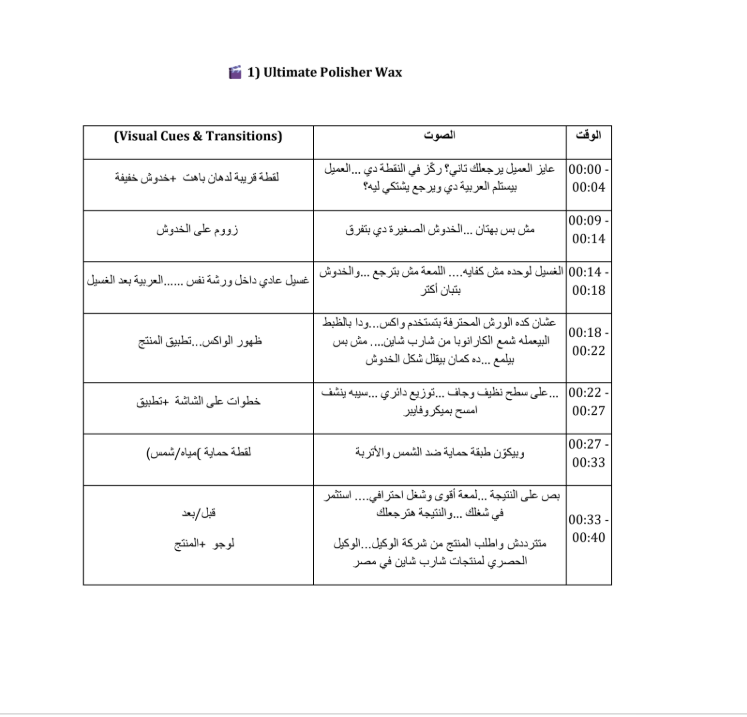 🎬 1) Ultimate Polisher Wax
الوقت
الصوت
(Visual Cues & Transitions)
00:00 -
00:04
عايز العميل يرجعلك تاني؟ ركّز في النقطة دي ...العميل
بيستلم العربية دي ويرجع يشتكي ليه؟
لقطة قريبة لدهان باهت +خدوش خفيفة
00:09 -
00:14
مش بس بهتان ...الخدوش الصغيرة دي بتفرق
زووم على الخدوش
00:14 -
00:18
الغسيل لوحده مش كفايه.... اللمعة مش بترجع ...والخدوش
بتبان أكتر
غسيل عادي داخل ورشة نفس ......العربية بعد الغسيل
00:18 -
00:22
عشان كده الورش المحترفة بتستخدم واكس...ودا بالظبط
البيعمله شمع الكارانوبا من شارب شاين.... مش بس
بيلمع ...ده كمان بيقلل شكل الخدوش
ظهور الواكس...تطبيق المنتج
00:22 -
00:27
...على سطح نظيف وجاف ...توزيع دائري ...سيبه ينشف
امسح بميكروفايبر
خطوات على الشاشة +تطبيق
00:27 -
00:33
وبيكوّن طبقة حماية ضد الشمس والأتربة
لقطة حماية )مياه/شمس(
00:33 -
00:40
بص على النتيجة ...لمعة أقوى وشغل احترافي.... استثمر
في شغلك ...والنتيجة هترجعلك
متترددش واطلب المنتج من شركة الوكيل...الوكيل
الحصري لمنتجات شارب شاين في مصر
قبل/بعد
لوجو +المنتج